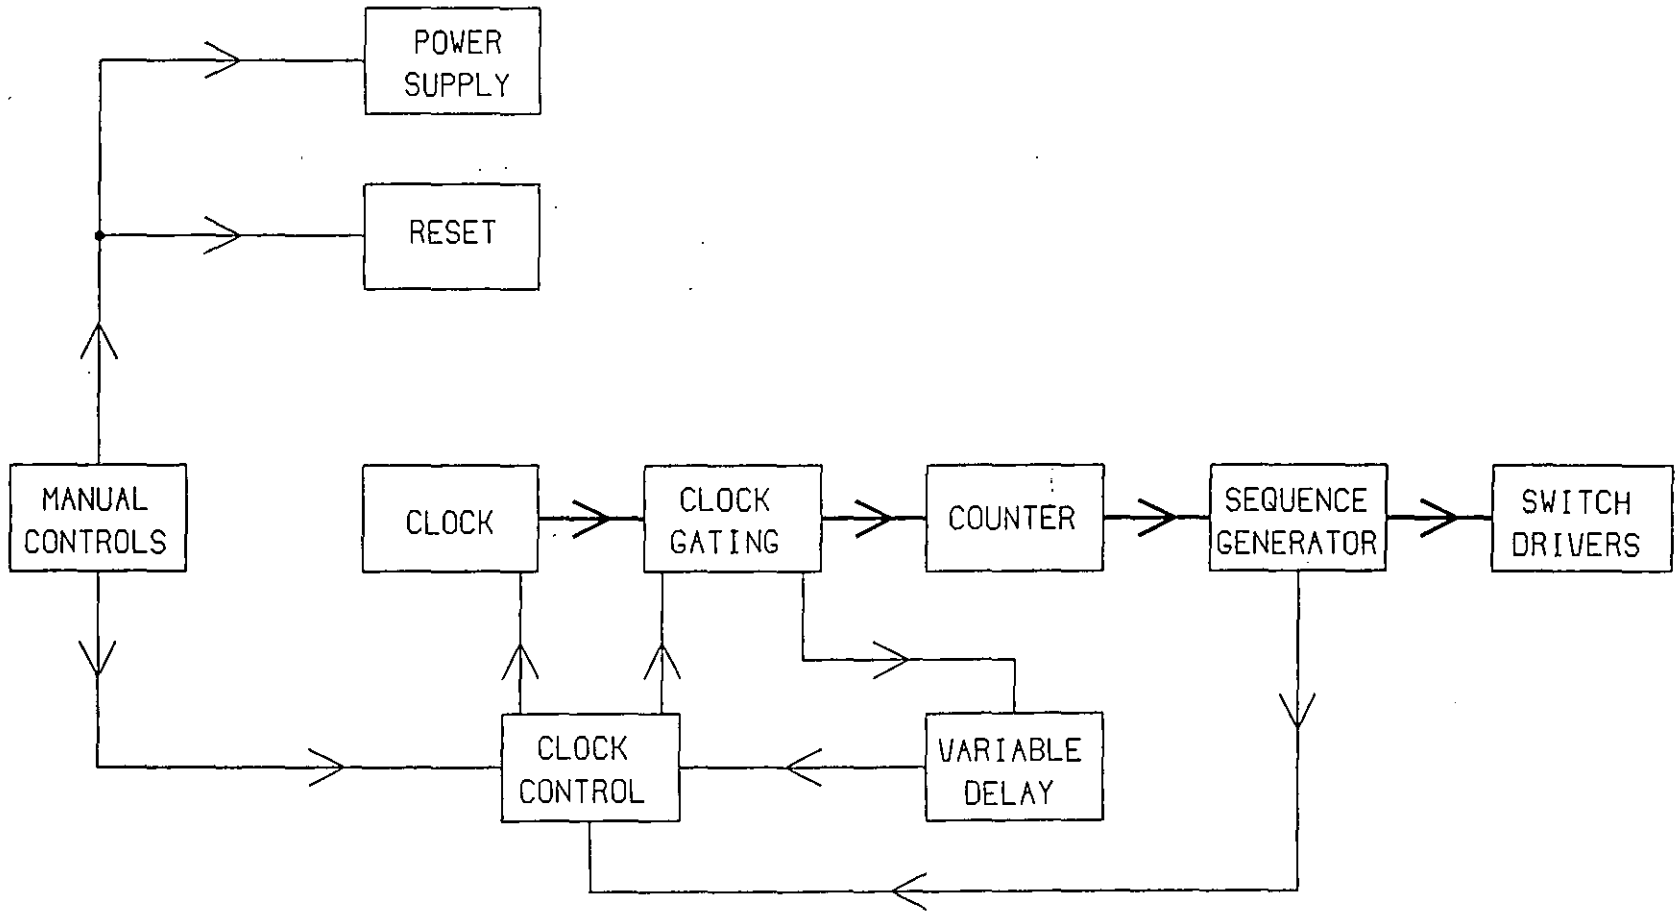 POWER
SUPPLY
RESET
MANUAL
CONTROLS
CLOCK
CLOCK
GATING
COUNTER
SEQUENCE
GENERATOR
SWITCH
DRIVERS
CLOCK
CONTROL
VARIABLE
DELAY